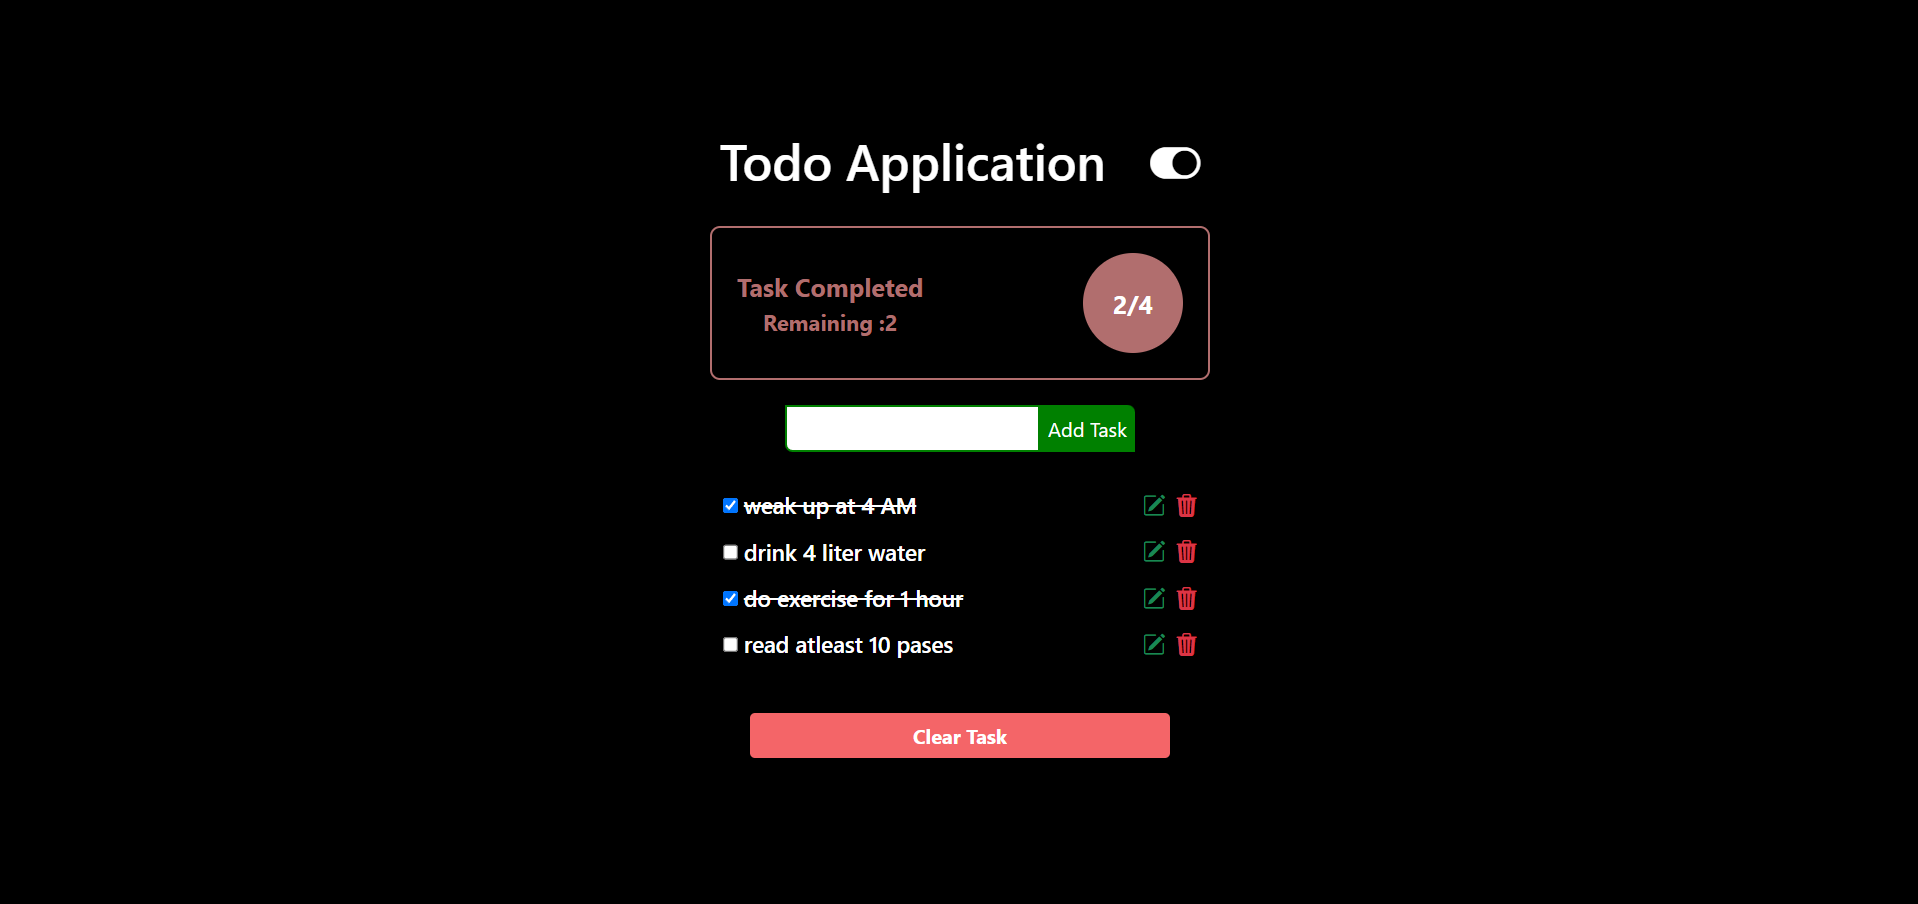 Todo Application
Task Completed
Remaining :2
2/4
Add Task
weak up at 4 AM
drink 4 liter water
do exercise for 1 hour
read atleast 10 pases
Clear Task